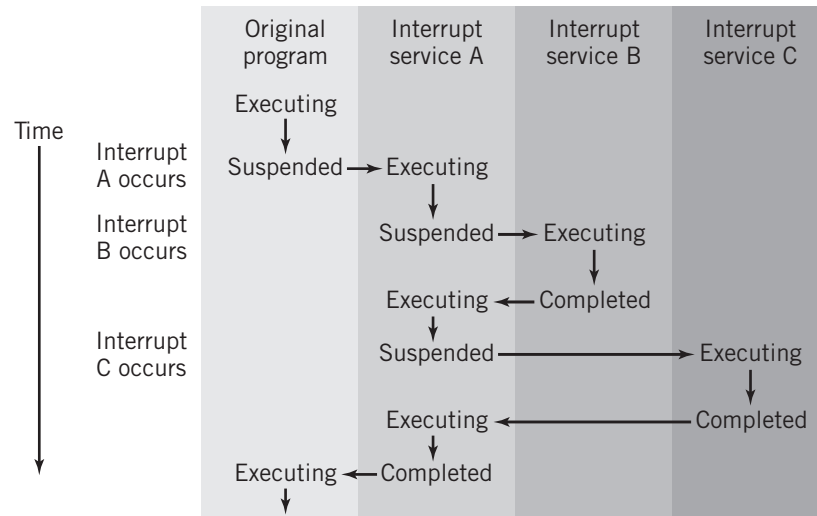 Original
program
Interrupt
service A
Interrupt
service B
Interrupt
service C
Time
Executing
Interrupt
A occurs
Suspended
Executing
Interrupt
B occurs
Suspended
Executing
Executing
Completed
Interrupt
C occurs
Suspended
Executing
Executing
Completed
Executing
Completed